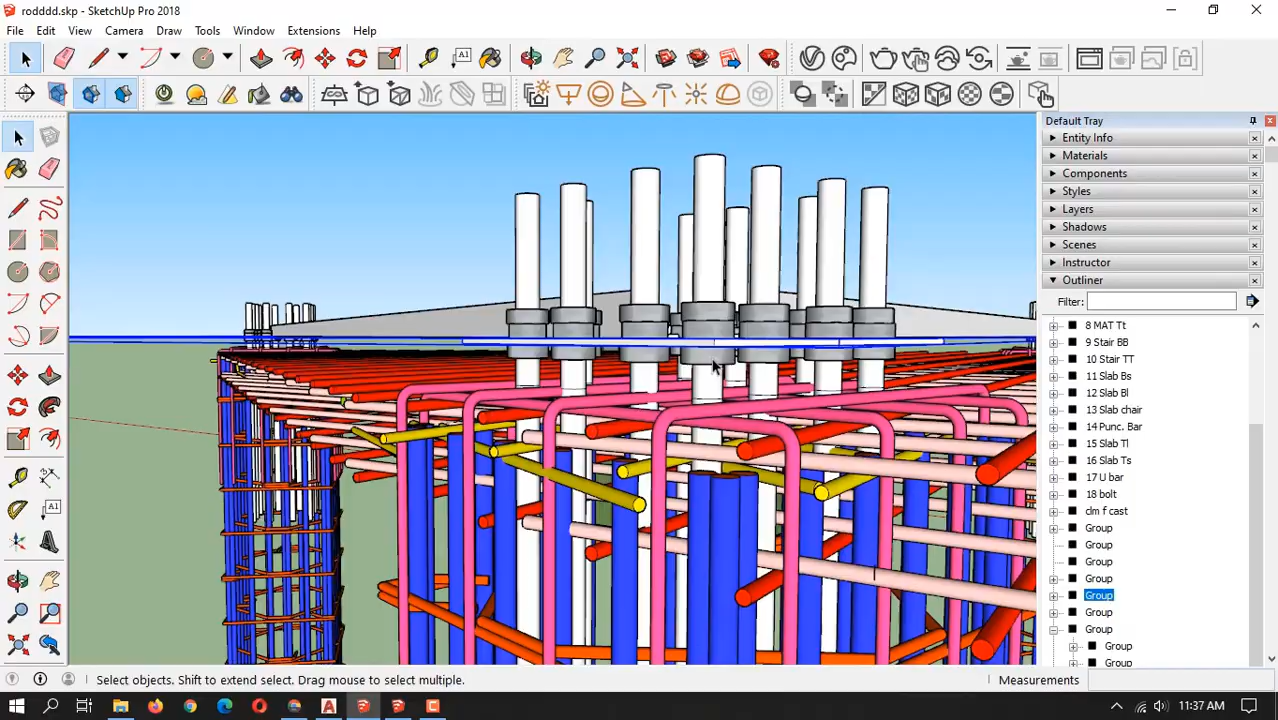 rodddd.skp - SketchUp Pro 2018
File Edit View Camera Draw Tools Window Extensions Help
A1
Default Tray
Entity Info
Materials
Components
Styles
Layers
Shadows
Scenes
Instructor
Outliner
Filter:
8 MAT Tt
9 Stair BB
10 Stair TT
11 Slab Bs
12 Slab Bl
13 Slab chair
14 Punc. Bar
15 Slab Tl
16 Slab Ts
17 U bar
18 bolt
dm f cast
Group
Group
Group
Group
Group
Group
Group
Group
Group
A1
Select objects. Shift to extend select. Drag mouse to select multiple.
Measurements
11:37 AM